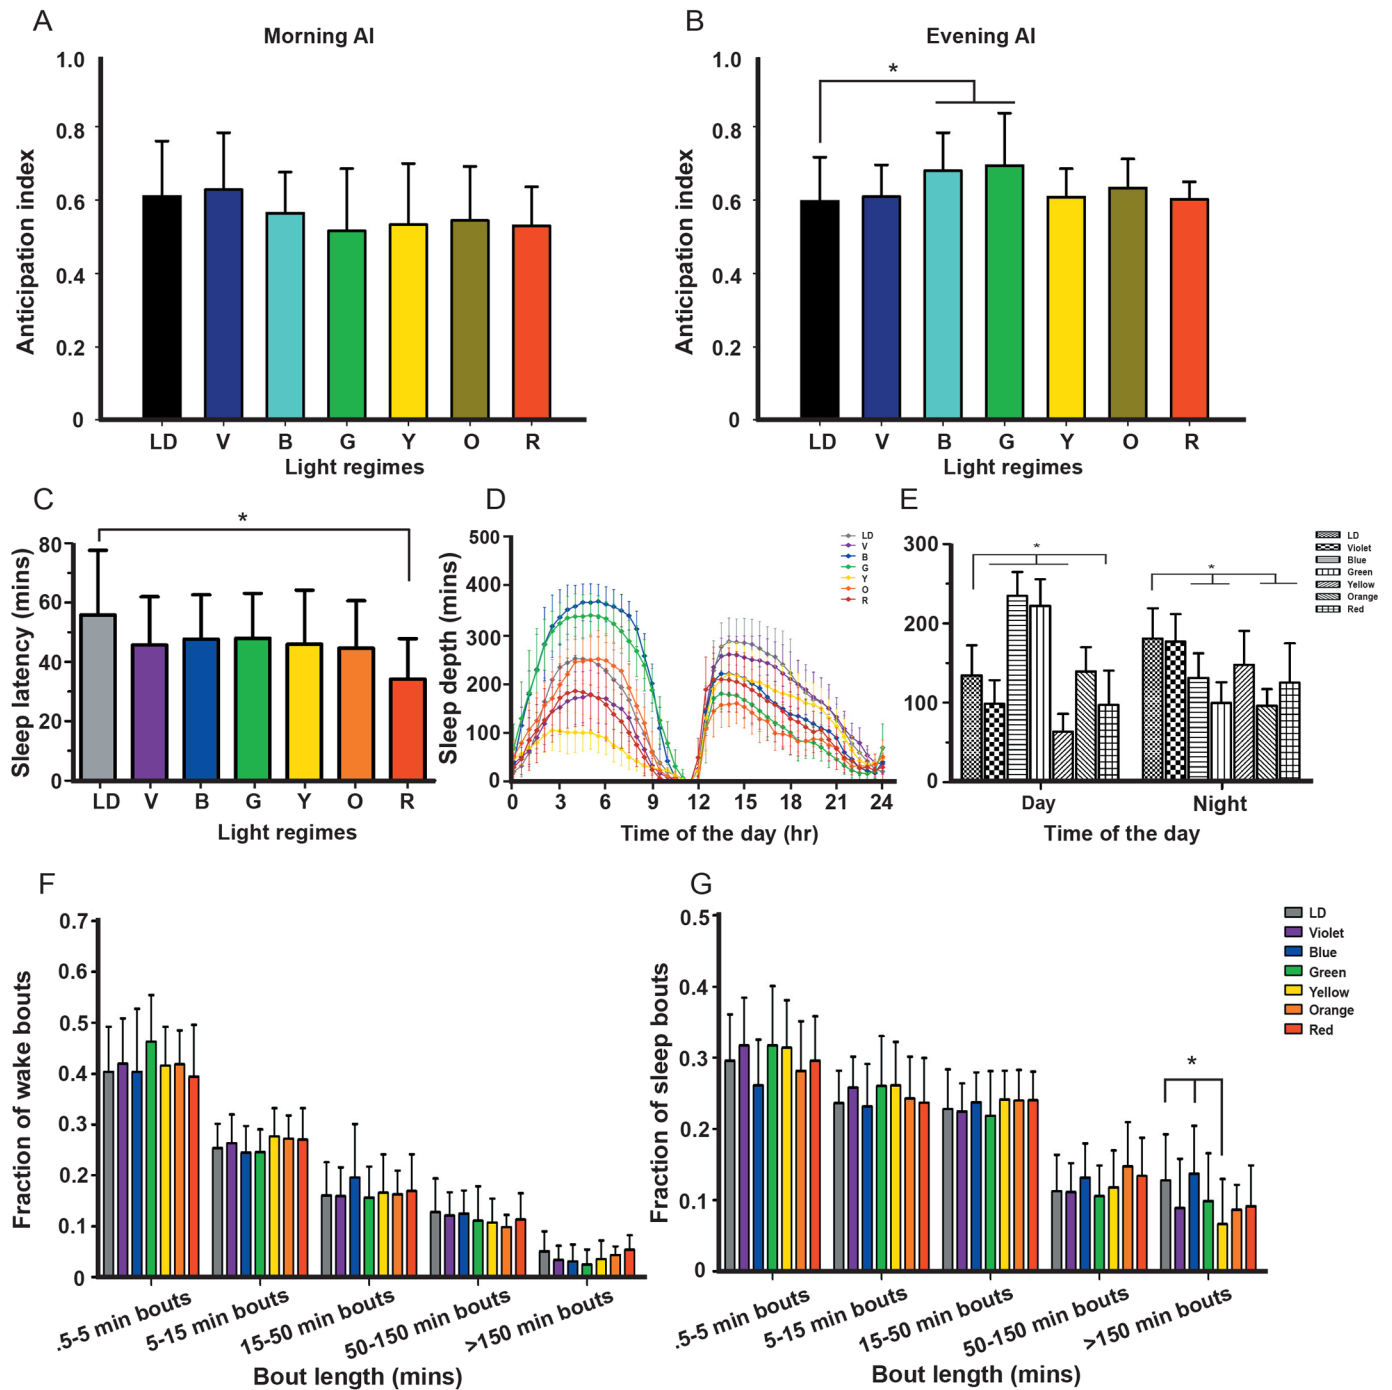 A
Morning AI
1.0
0.8
0.6
0.4
0.2
0
Anticipation index
LD V B G Y O R
Light regimes
B
Evening AI
*
1.0
0.8
0.6
0.4
0.2
0
Anticipation index
LD V B G Y O R
Light regimes
C
*
80
60
40
20
0
Sleep latency (mins)
LD V B G Y O R
Light regimes
D
500
400
300
200
100
0
Sleep depth (mins)
LD
V
B
G
Y
O
R
0 3 6 9 12 15 18 21 24
Time of the day (hr)
E
300
200
100
0
*
*
LD
Violet
Blue
Green
Yellow
Orange
Red
Day Night
Time of the day
F
0.7
0.6
0.5
0.4
0.3
0.2
0.1
0
Fraction of wake bouts
.5-5 min bouts
5-15 min bouts
15-50 min bouts
50-150 min bouts
>150 min bouts
Bout length (mins)
G
0.5
0.4
0.3
0.2
0.1
0
Fraction of sleep bouts
*
LD
Violet
Blue
Green
Yellow
Orange
Red
.5-5 min bouts
5-15 min bouts
15-50 min bouts
50-150 min bouts
>150 min bouts
Bout length (mins)